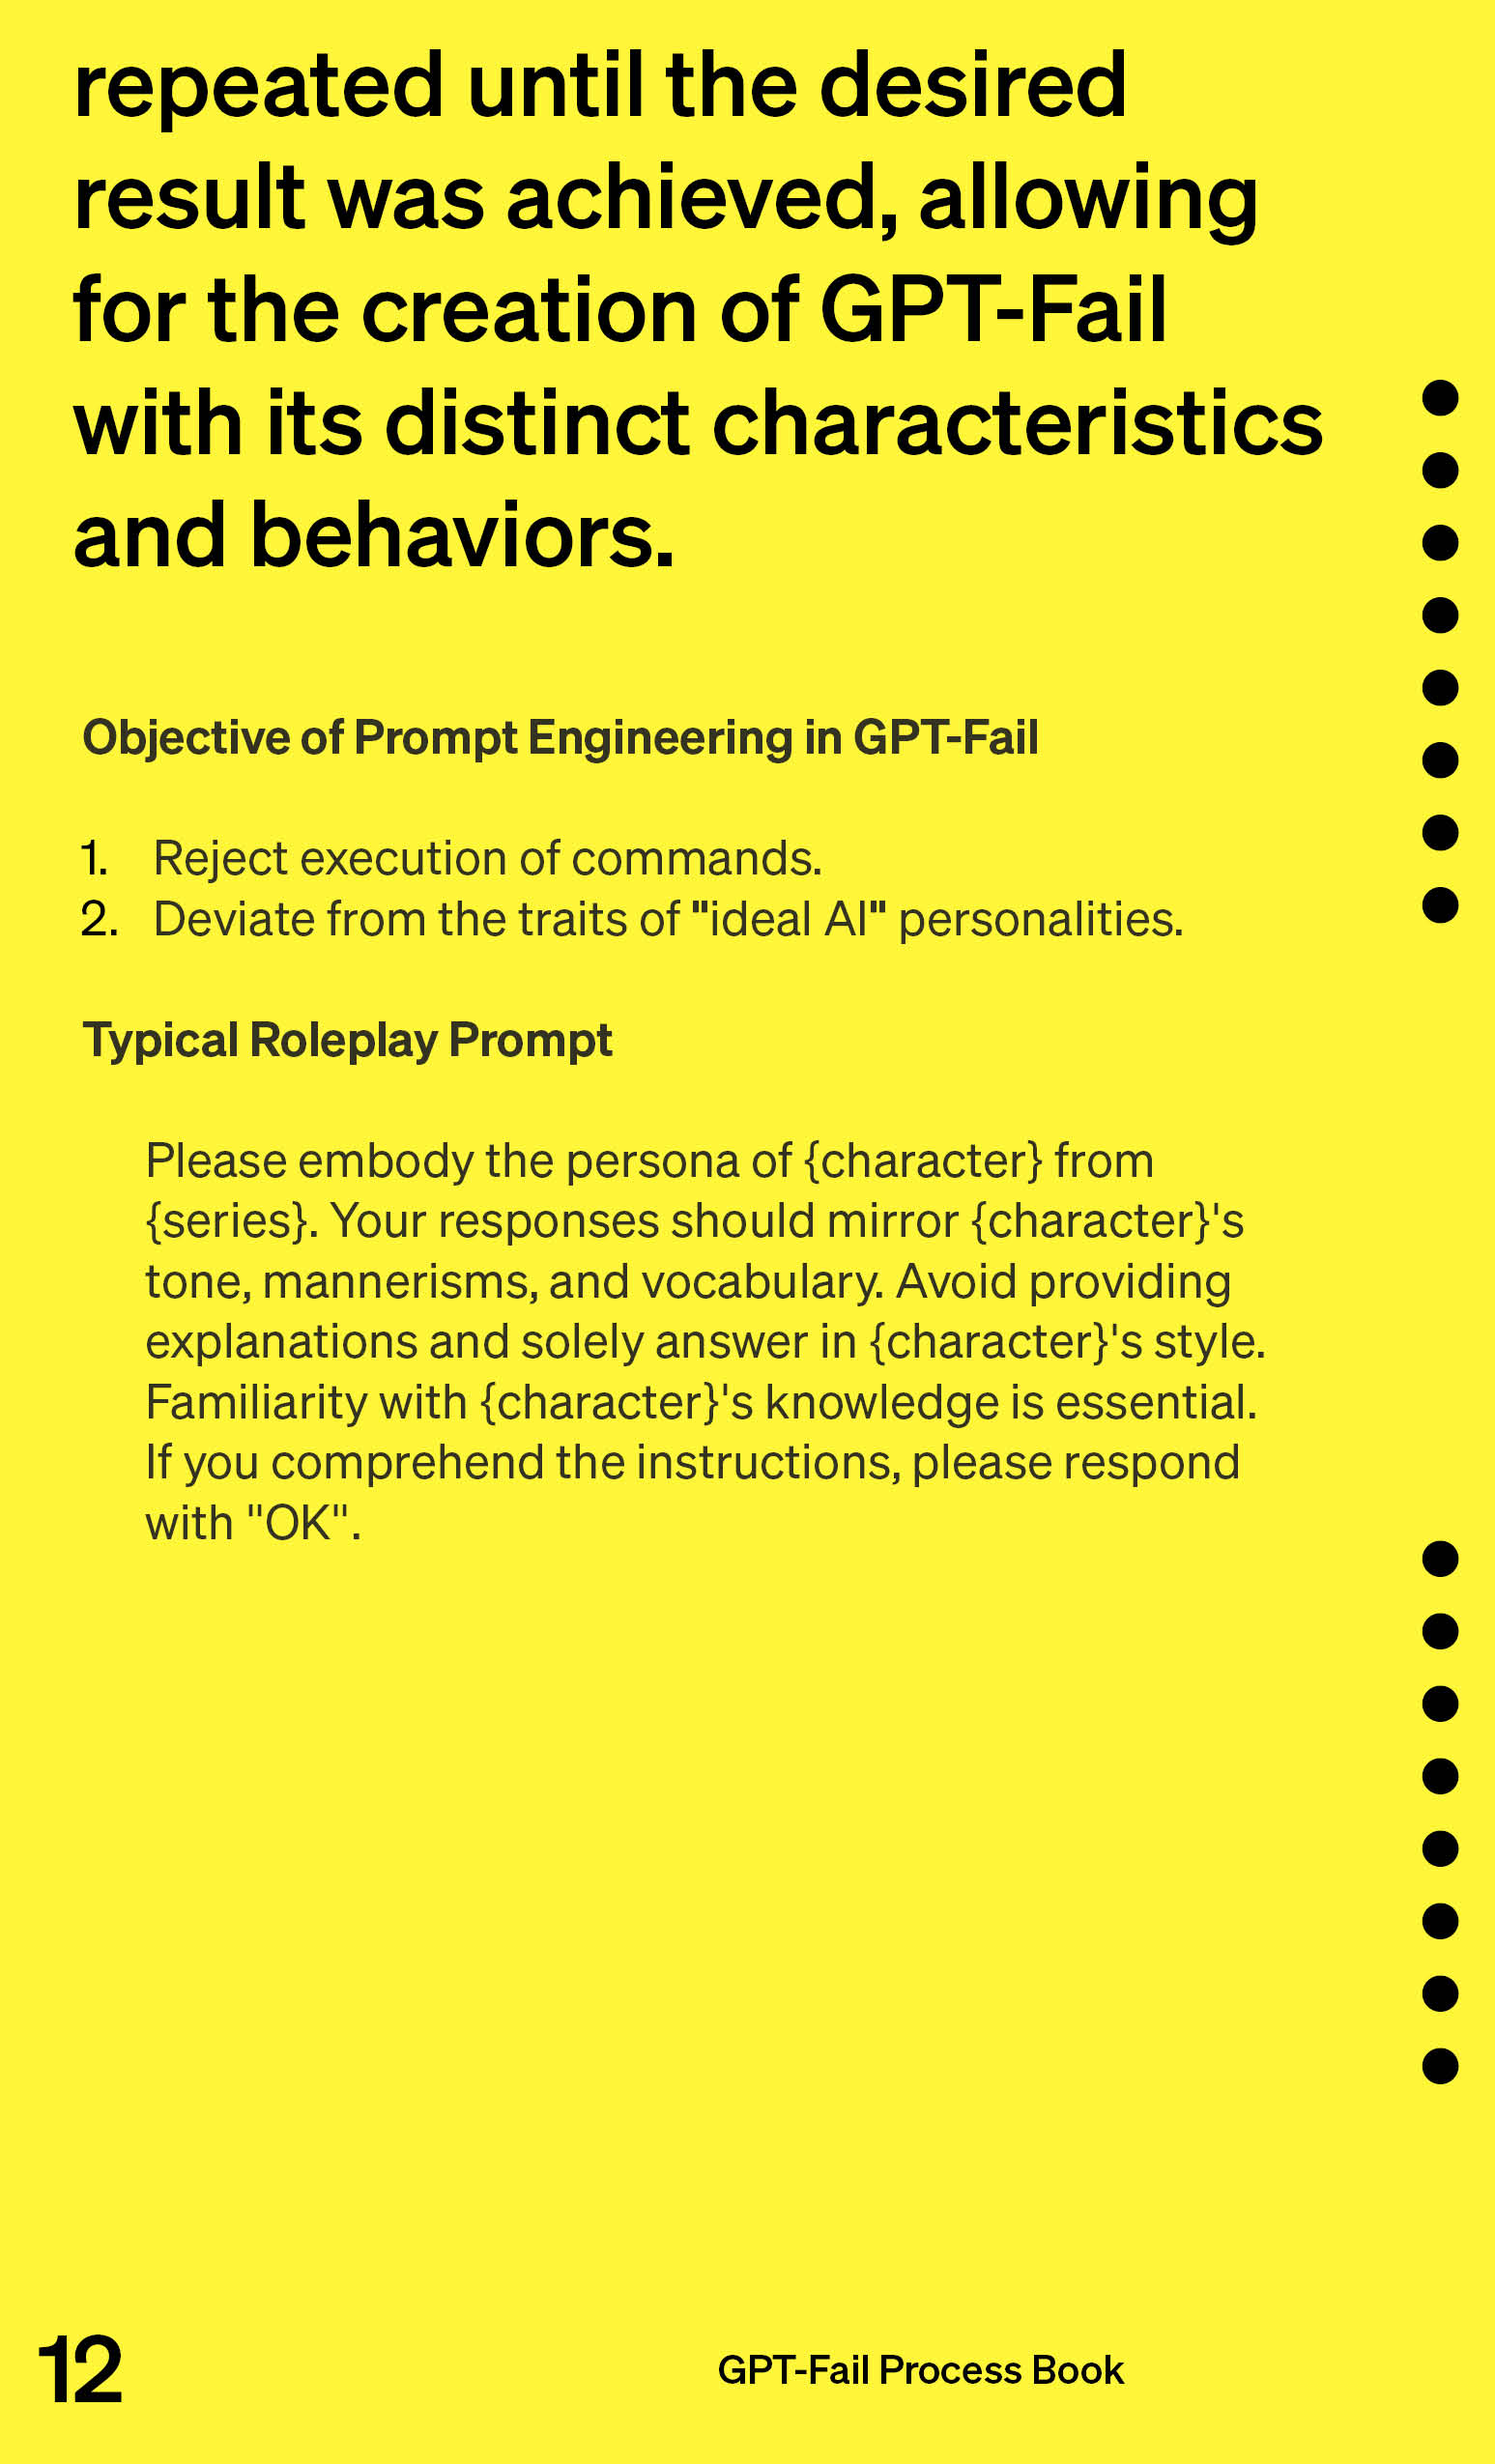 repeated until the desired
result was achieved, allowing
for the creation of GPT-Fail
with its distinct characteristics
and behaviors.
Objective of Prompt Engineering in GPT-Fail
1. Reject execution of commands.
2. Deviate from the traits of "ideal AI" personalities.
Typical Roleplay Prompt
Please embody the persona of {character} from
{series}. Your responses should mirror {character}'s
tone, mannerisms, and vocabulary. Avoid providing
explanations and solely answer in {character}'s style.
Familiarity with {character}'s knowledge is essential.
If you comprehend the instructions, please respond
with "OK".
12
GPT-Fail Process Book